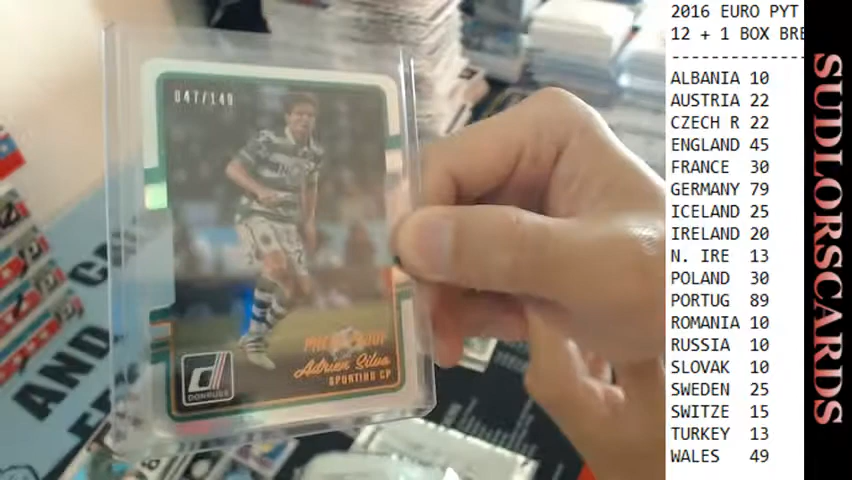 047/149
Adrien Silva
SPORTING CP
DONRUSS
AND
2016 EURO PYT
12 + 1 BOX BRE
ALBANIA 10
AUSTRIA 22
CZECH R 22
ENGLAND 45
FRANCE 30
GERMANY 79
ICELAND 25
IRELAND 20
N. IRE 13
POLAND 30
PORTUG 89
ROMANIA 10
RUSSIA 10
SLOVAK 10
SWEDEN 25
SWITZE 15
TURKEY 13
WALES 49
SUDLORSCARDS